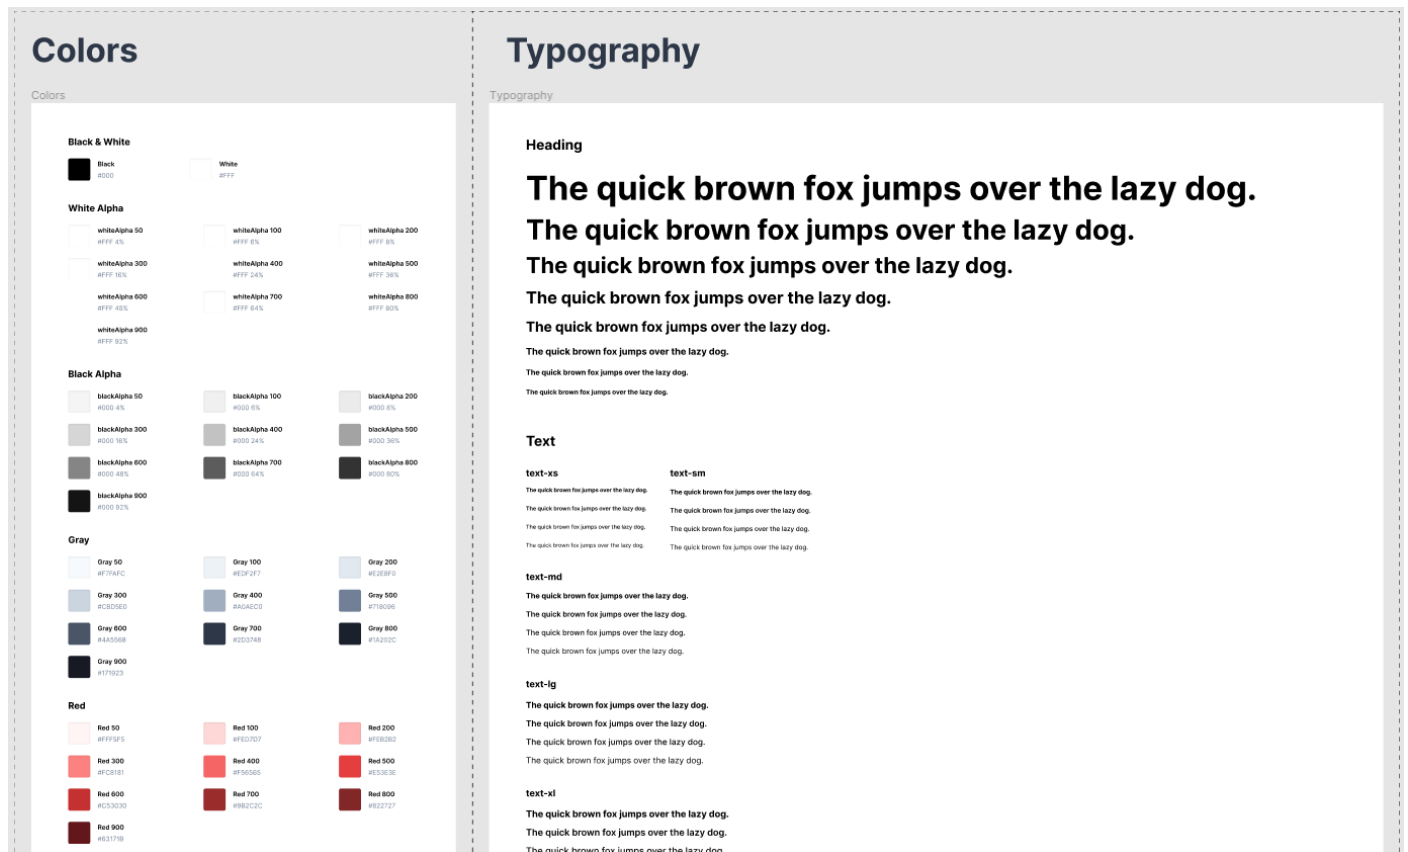 Colors
Colors
Black & White
Black
#000
White
#FFF
White Alpha
whiteAlpha 50
#FFF 4%
whiteAlpha 100
#FFF 6%
whiteAlpha 200
#FFF 8%
whiteAlpha 300
#FFF 16%
whiteAlpha 400
#FFF 24%
whiteAlpha 500
#FFF 36%
whiteAlpha 600
#FFF 48%
whiteAlpha 700
#FFF 64%
whiteAlpha 800
#FFF 80%
whiteAlpha 900
#FFF 92%
Black Alpha
blackAlpha 50
#000 4%
blackAlpha 100
#000 6%
blackAlpha 200
#000 8%
blackAlpha 300
#000 16%
blackAlpha 400
#000 24%
blackAlpha 500
#000 36%
blackAlpha 600
#000 48%
blackAlpha 700
#000 64%
blackAlpha 800
#000 80%
blackAlpha 900
#000 92%
Gray
Gray 50
#F7FAFC
Gray 100
#EDF2F7
Gray 200
#E2E8F0
Gray 300
#CBD5E0
Gray 400
#A0AEC0
Gray 500
#718096
Gray 600
#4A5568
Gray 700
#2D3748
Gray 800
#1A202C
Gray 900
#171923
Red
Red 50
#FFF5F5
Red 100
#FED7D7
Red 200
#FEB2B2
Red 300
#FC8181
Red 400
#F56565
Red 500
#E53E3E
Red 600
#C53030
Red 700
#9B2C2C
Red 800
#822727
Red 900
#63171B
Typography
Typography
Heading
The quick brown fox jumps over the lazy dog.
The quick brown fox jumps over the lazy dog.
The quick brown fox jumps over the lazy dog.
The quick brown fox jumps over the lazy dog.
The quick brown fox jumps over the lazy dog.
The quick brown fox jumps over the lazy dog.
The quick brown fox jumps over the lazy dog.
The quick brown fox jumps over the lazy dog.
Text
text-xs
The quick brown fox jumps over the lazy dog.
The quick brown fox jumps over the lazy dog.
The quick brown fox jumps over the lazy dog.
The quick brown fox jumps over the lazy dog.
text-sm
The quick brown fox jumps over the lazy dog.
The quick brown fox jumps over the lazy dog.
The quick brown fox jumps over the lazy dog.
The quick brown fox jumps over the lazy dog.
text-md
The quick brown fox jumps over the lazy dog.
The quick brown fox jumps over the lazy dog.
The quick brown fox jumps over the lazy dog.
The quick brown fox jumps over the lazy dog.
text-lg
The quick brown fox jumps over the lazy dog.
The quick brown fox jumps over the lazy dog.
The quick brown fox jumps over the lazy dog.
The quick brown fox jumps over the lazy dog.
text-xl
The quick brown fox jumps over the lazy dog.
The quick brown fox jumps over the lazy dog.
The quick brown fox jumps over the lazy dog.